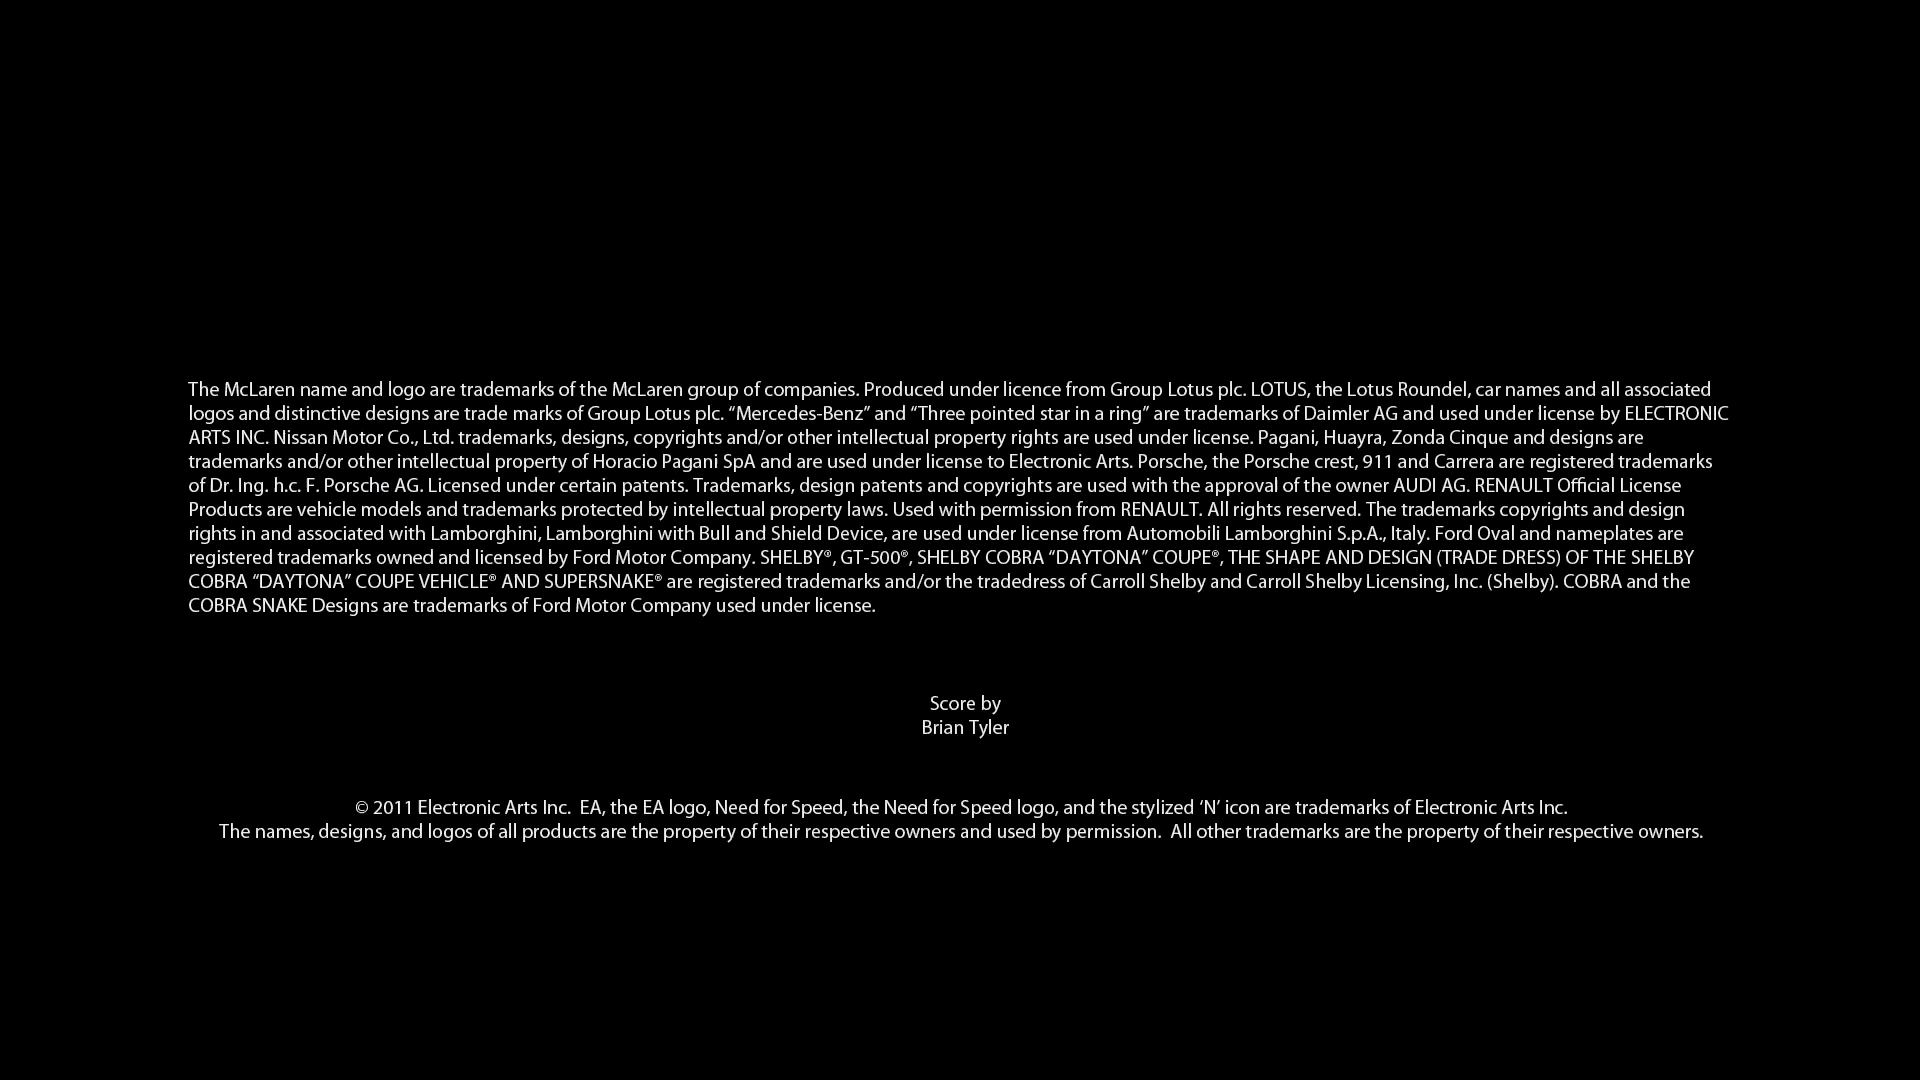 The McLaren name and logo are trademarks of the McLaren group of companies. Produced under licence from Group Lotus plc. LOTUS, the Lotus Roundel, car names and all associated
logos and distinctive designs are trade marks of Group Lotus plc. “Mercedes-Benz” and “Three pointed star in a ring” are trademarks of Daimler AG and used under license by ELECTRONIC
ARTS INC. Nissan Motor Co., Ltd. trademarks, designs, copyrights and/or other intellectual property rights are used under license. Pagani, Huayra, Zonda Cinque and designs are
trademarks and/or other intellectual property of Horacio Pagani SpA and are used under license to Electronic Arts. Porsche, the Porsche crest, 911 and Carrera are registered trademarks
of Dr. Ing. h.c. F. Porsche AG. Licensed under certain patents. Trademarks, design patents and copyrights are used with the approval of the owner AUDI AG. RENAULT Official License
Products are vehicle models and trademarks protected by intellectual property laws. Used with permission from RENAULT. All rights reserved. The trademarks copyrights and design
rights in and associated with Lamborghini, Lamborghini with Bull and Shield Device, are used under license from Automobili Lamborghini S.p.A., Italy. Ford Oval and nameplates are
registered trademarks owned and licensed by Ford Motor Company. SHELBY®, GT-500®, SHELBY COBRA “DAYTONA” COUPE®, THE SHAPE AND DESIGN (TRADE DRESS) OF THE SHELBY
COBRA “DAYTONA” COUPE VEHICLE® AND SUPERSNAKE® are registered trademarks and/or the tradedress of Carroll Shelby and Carroll Shelby Licensing, Inc. (Shelby). COBRA and the
COBRA SNAKE Designs are trademarks of Ford Motor Company used under license.
Score by
Brian Tyler
© 2011 Electronic Arts Inc.  EA, the EA logo, Need for Speed, the Need for Speed logo, and the stylized ‘N’ icon are trademarks of Electronic Arts Inc.
The names, designs, and logos of all products are the property of their respective owners and used by permission.  All other trademarks are the property of their respective owners.